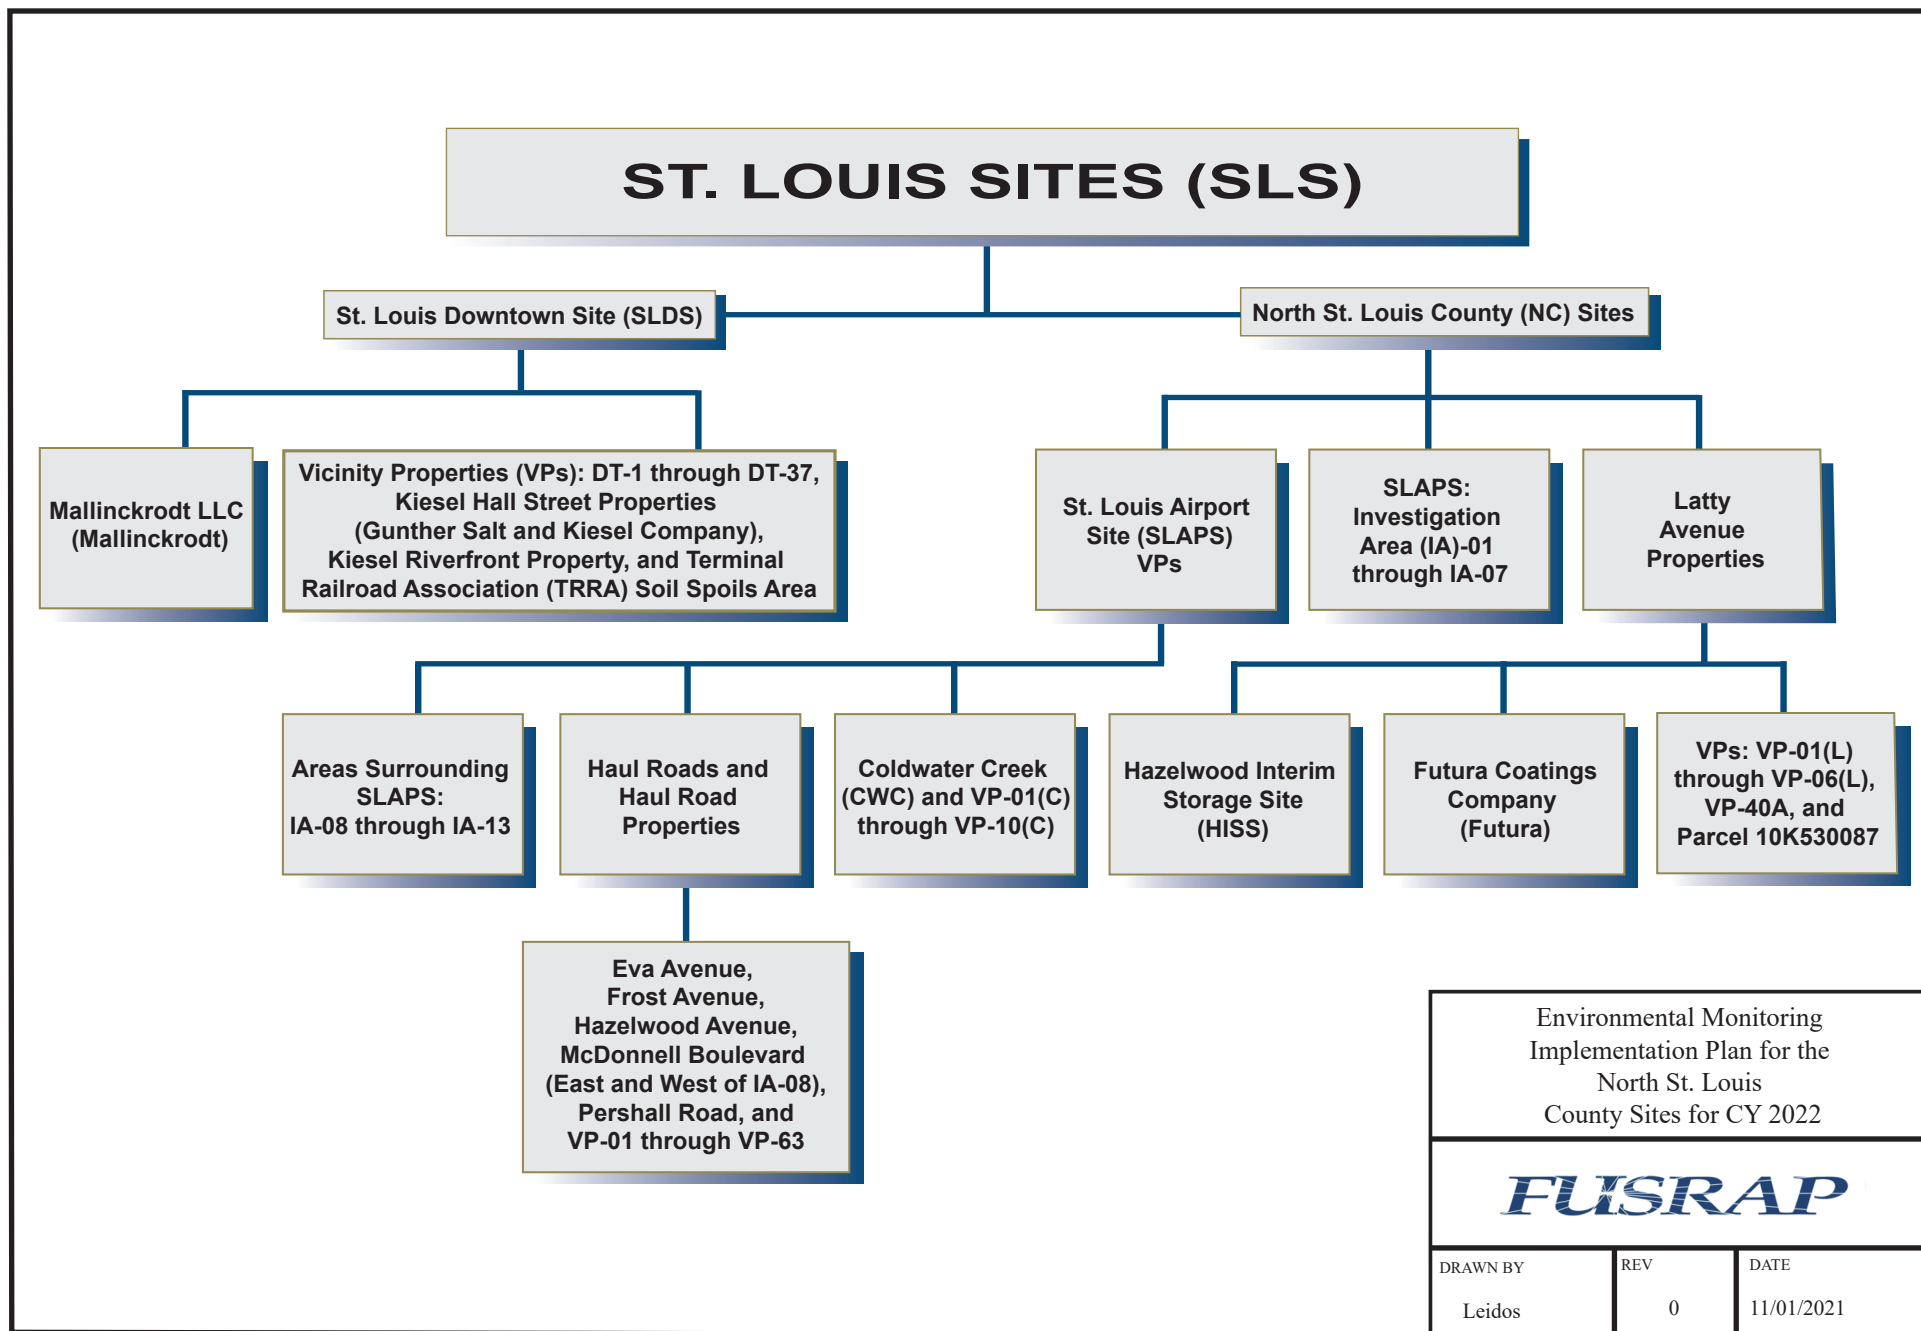 ST. LOUIS SITES (SLS)
St. Louis Downtown Site (SLDS)
North St. Louis County (NC) Sites
Mallinckrodt LLC
(Mallinckrodt)
Vicinity Properties (VPs): DT-1 through DT-37,
Kiesel Hall Street Properties
(Gunther Salt and Kiesel Company),
Kiesel Riverfront Property, and Terminal
Railroad Association (TRRA) Soil Spoils Area
St. Louis Airport
Site (SLAPS)
VPs
SLAPS:
Investigation
Area (IA)-01
through IA-07
Latty
Avenue
Properties
Areas Surrounding
SLAPS:
IA-08 through IA-13
Haul Roads and
Haul Road
Properties
Coldwater Creek
(CWC) and VP-01(C)
through VP-10(C)
Hazelwood Interim
Storage Site
(HISS)
Futura Coatings
Company
(Futura)
VPs: VP-01(L)
through VP-06(L),
VP-40A, and
Parcel 10K530087
Eva Avenue,
Frost Avenue,
Hazelwood Avenue,
McDonnell Boulevard
(East and West of IA-08),
Pershall Road, and
VP-01 through VP-63
Environmental Monitoring
Implementation Plan for the
North St. Louis
County Sites for CY 2022
FUSRAP
DRAWN BY
Leidos
REV
0
DATE
11/01/2021